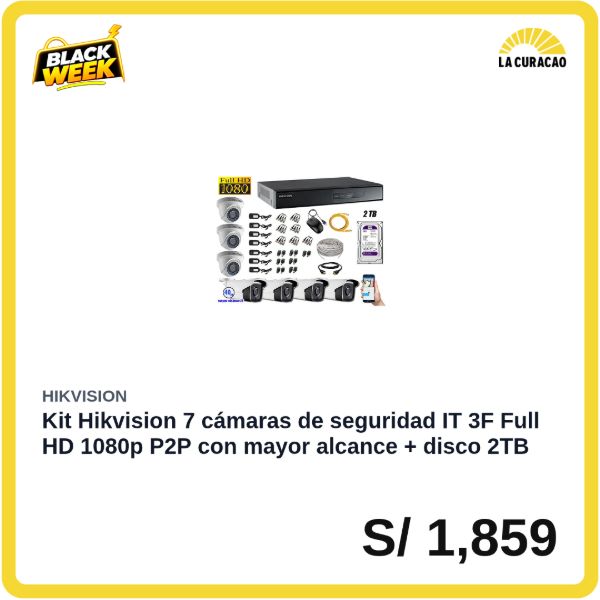 BLACK
WEEK
LA CURACAO
Full HD
1080
2 TB
HIKVISION
Kit Hikvision 7 cámaras de seguridad IT 3F Full
HD 1080p P2P con mayor alcance + disco 2TB
S/ 1,859